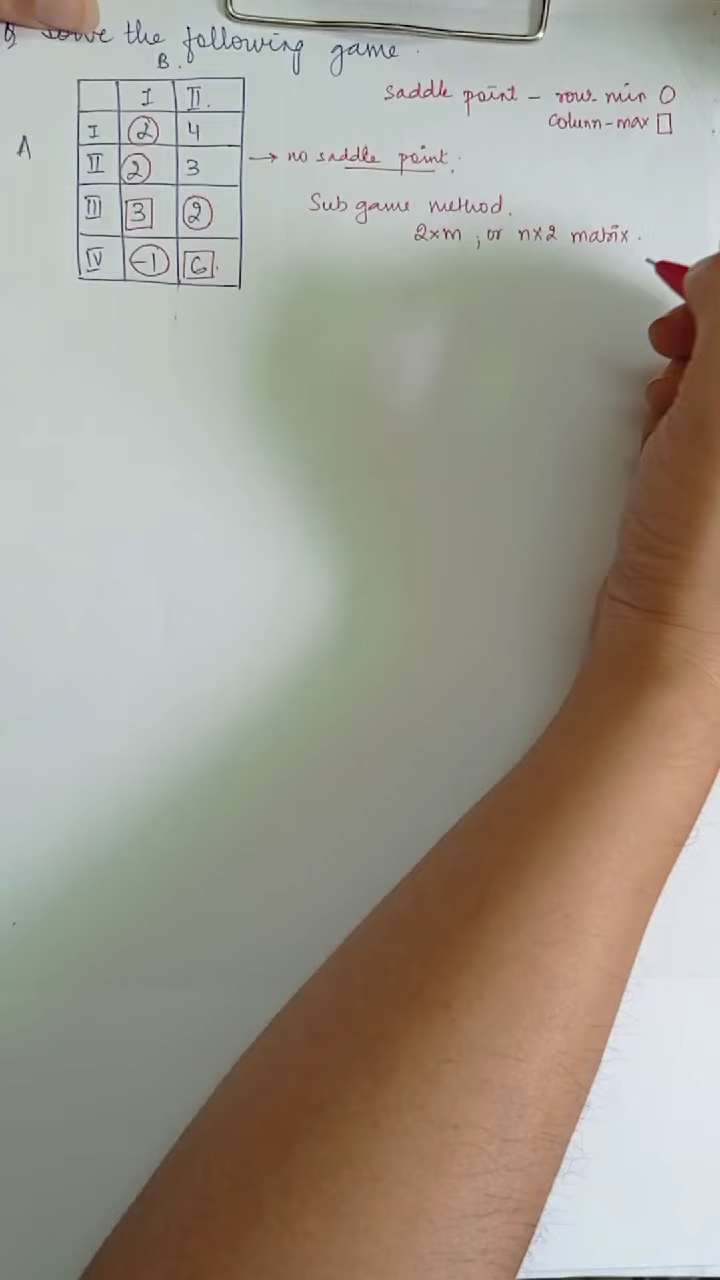 Q Solve the following game.
B.
I II.
A
I 2 4
II 2 3
III 3 2
IV -1 6.
Saddle point - row min O
Column-max □
→ no saddle point.
Sub game method.
2×m, or n×2 matrix.